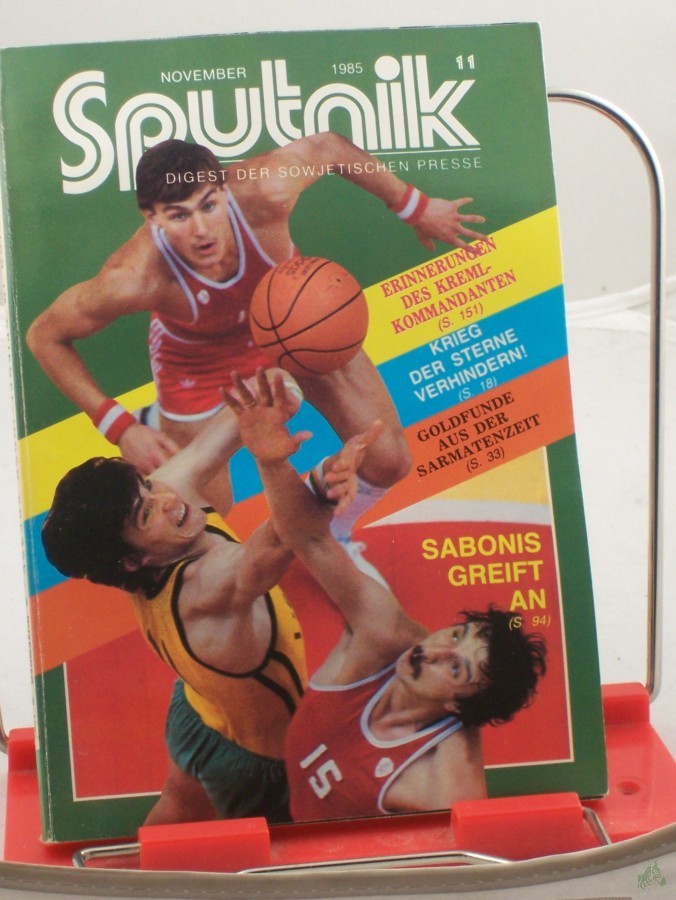 NOVEMBER 1985 11
Sputnik
DIGEST DER SOWJETISCHEN PRESSE
ERINNERUNGEN
DES KREML-
KOMMANDANTEN
(S. 151)
KRIEG
DER STERNE
VERHINDERN!
(S. 18)
GOLDFUNDE
AUS DER
SARMATENZEIT
(S. 33)
SABONIS
GREIFT
AN
(S. 94)
15